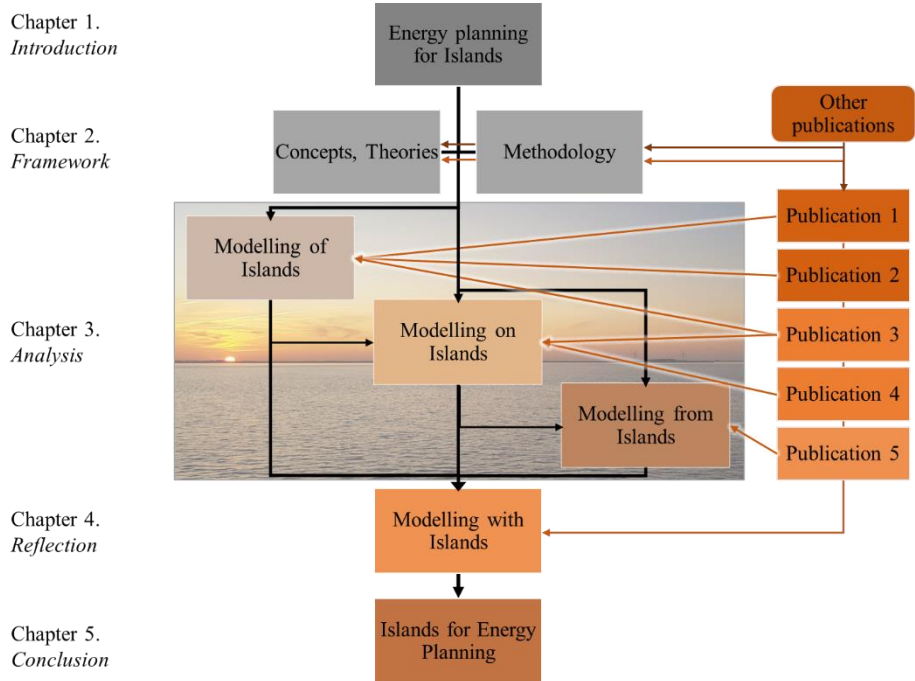 Chapter 1.
Introduction
Energy planning
for Islands
Chapter 2.
Framework
Concepts, Theories
Methodology
Other
publications
Chapter 3.
Analysis
Modelling of
Islands
Modelling on
Islands
Modelling from
Islands
Publication 1
Publication 2
Publication 3
Publication 4
Publication 5
Chapter 4.
Reflection
Modelling with
Islands
Chapter 5.
Conclusion
Islands for Energy
Planning